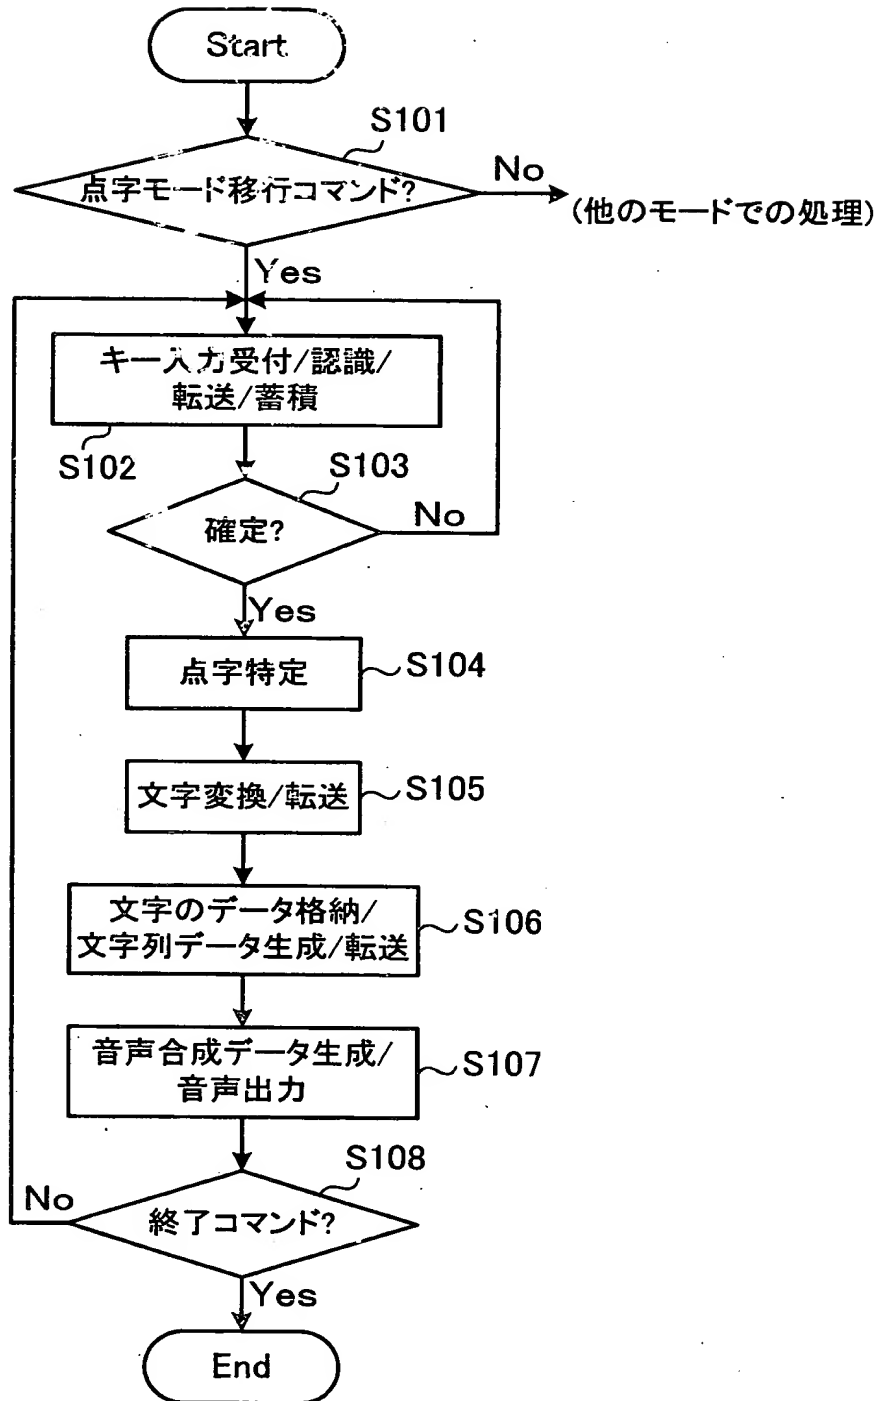 Start
S101
点字モード移行コマンド?
No
(他のモードでの処理)
Yes
キー入力受付/認識/
転送/蓄積
S102
S103
確定?
No
Yes
点字特定
S104
文字変換/転送
S105
文字のデータ格納/
文字列データ生成/転送
S106
音声合成データ生成/
音声出力
S107
S108
No
終了コマンド?
Yes
End